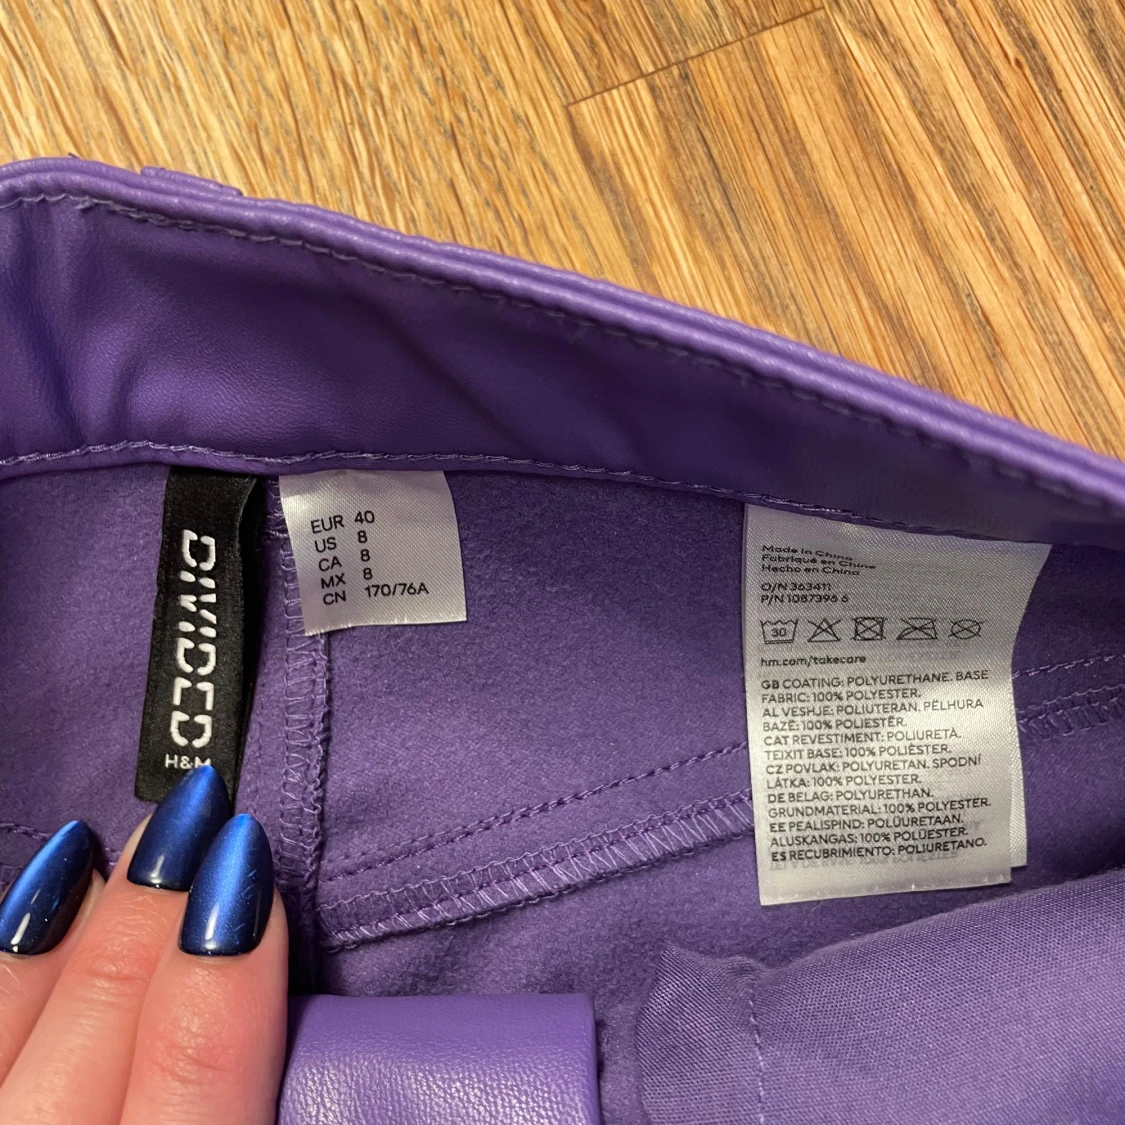 DIVIDED
H&M
EUR 40
US 8
CA 8
MX 8
CN 170/76A
Made in China
Fabriqué en Chine
Hecho en China
O/N 363411
P/N 1087396 6
30
hm.com/takecare
GB COATING: POLYURETHANE. BASE
FABRIC: 100% POLYESTER.
AL VESHJE: POLIUTERAN. PËLHURA
BAZË: 100% POLIESTËR.
CAT REVESTIMENT: POLIURETÀ.
TEIXIT BASE: 100% POLIÈSTER.
CZ POVLAK: POLYURETAN. SPODNÍ
LÁTKA: 100% POLYESTER.
DE BELAG: POLYURETHAN.
GRUNDMATERIAL: 100% POLYESTER.
EE PEALISPIND: POLÜURETAAN.
ALUSKANGAS: 100% POLÜESTER.
ES RECUBRIMIENTO: POLIURETANO.